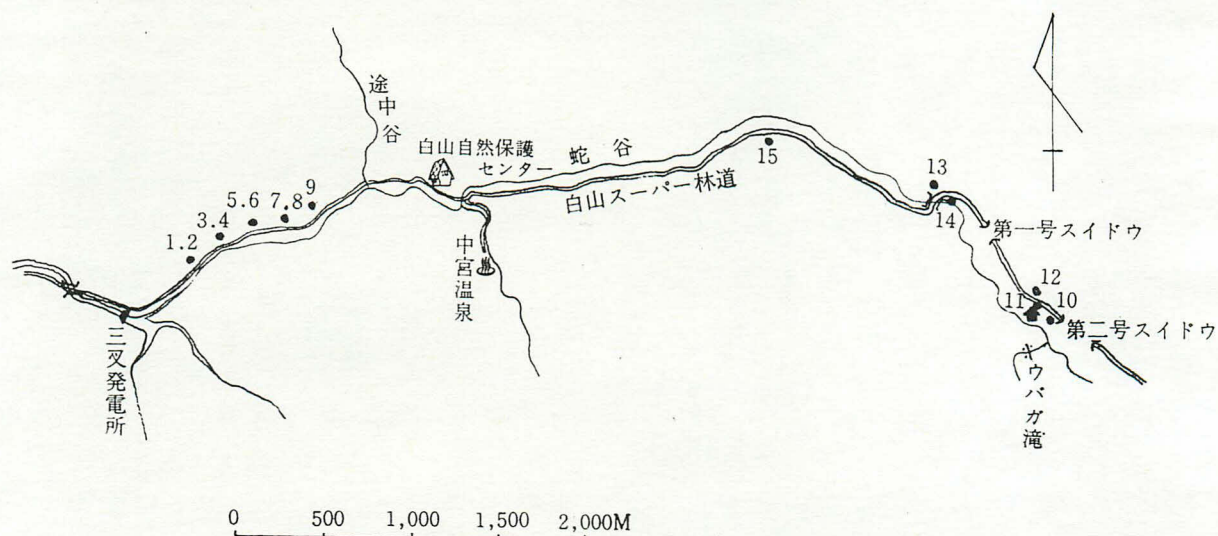 途中谷
白山自然保護
センター
蛇谷
白山スーパー林道
15
13
14
第一号スイドウ
12
11
10
第二号スイドウ
キウバガ滝
9
7.8
5.6
3.4
1.2
中宮温泉
三叉発電所
0 500 1,000 1,500 2,000M